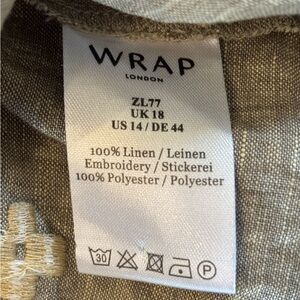 WRAP
LONDON
ZL77
UK 18
US 14 / DE 44
100% Linen / Leinen
Embroidery / Stickerei
100% Polyester / Polyester
30 P